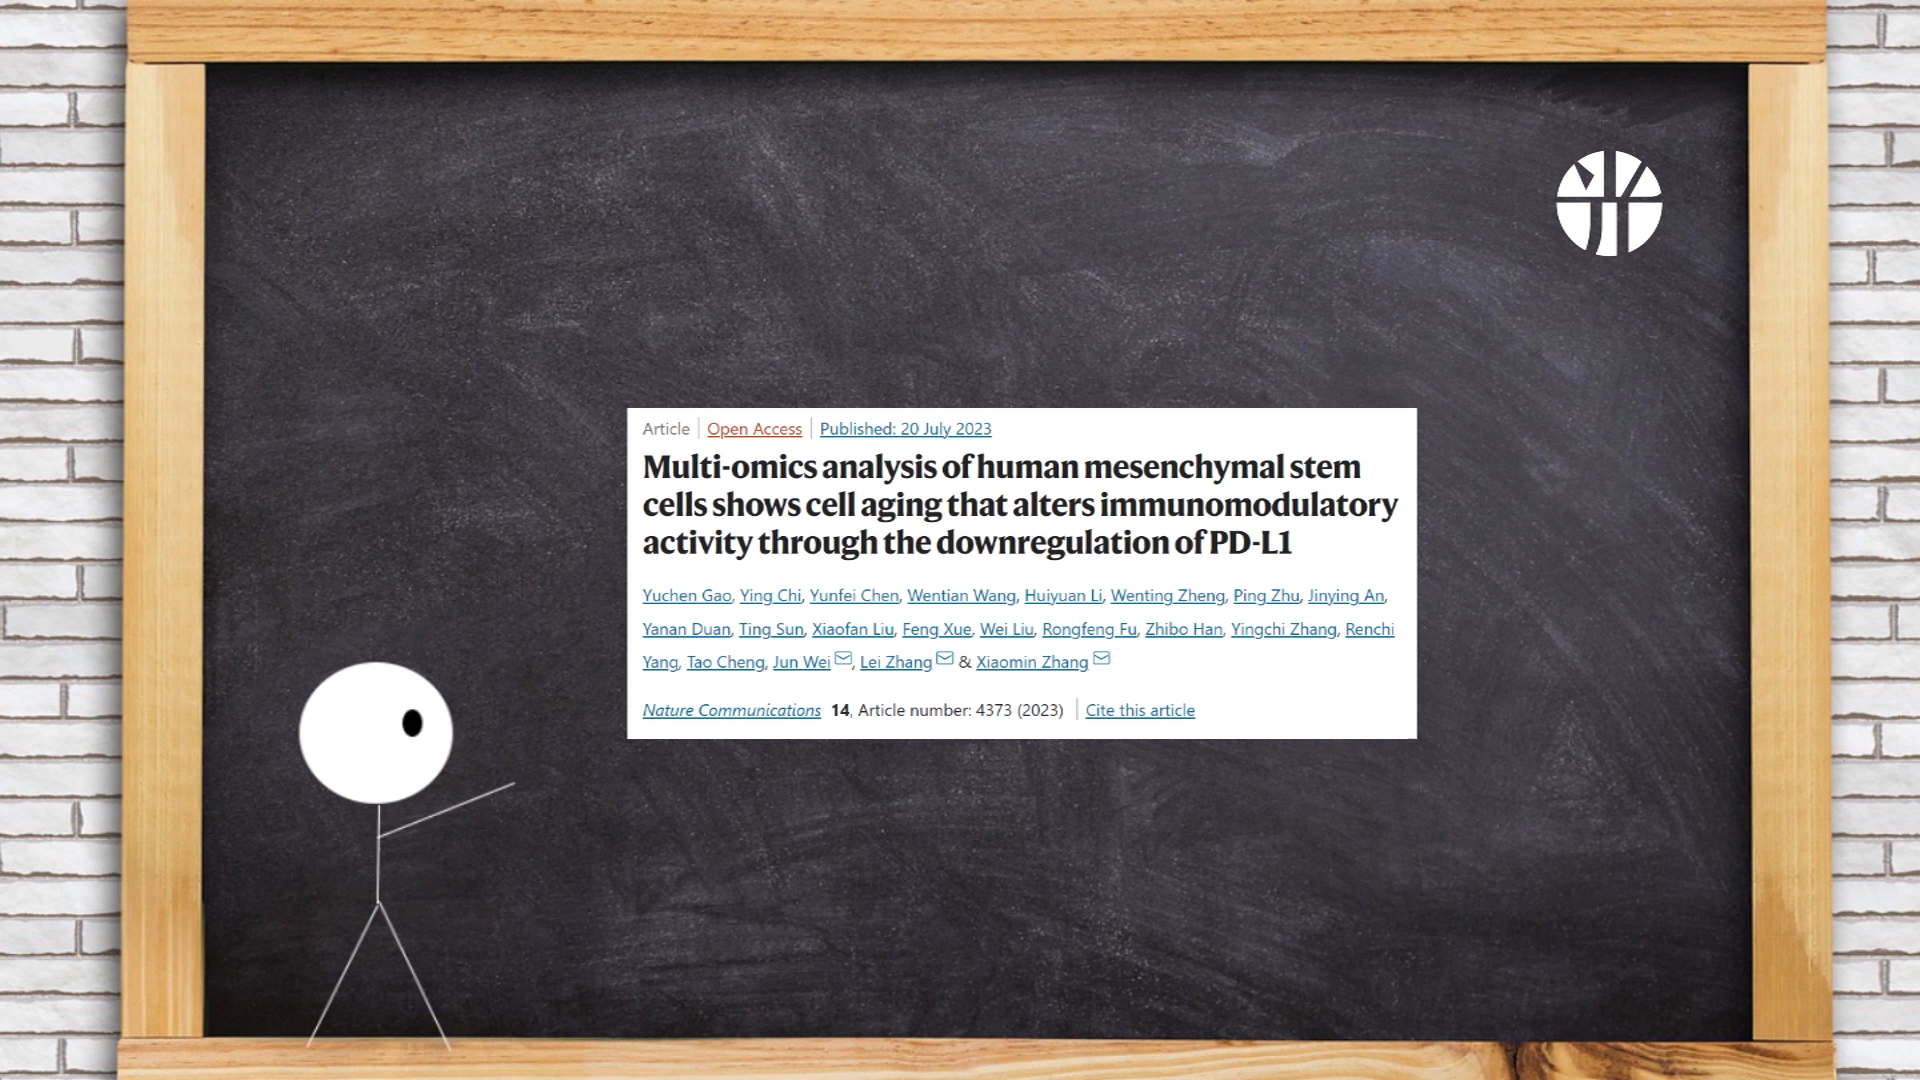 Article | Open Access | Published: 20 July 2023
Multi-omics analysis of human mesenchymal stem
cells shows cell aging that alters immunomodulatory
activity through the downregulation of PD-L1
Yuchen Gao, Ying Chi, Yunfei Chen, Wentian Wang, Huiyuan Li, Wenting Zheng, Ping Zhu, Jinying An,
Yanan Duan, Ting Sun, Xiaofan Liu, Feng Xue, Wei Liu, Rongfeng Fu, Zhibo Han, Yingchi Zhang, Renchi
Yang, Tao Cheng, Jun Wei, Lei Zhang & Xiaomin Zhang
Nature Communications 14, Article number: 4373 (2023) | Cite this article